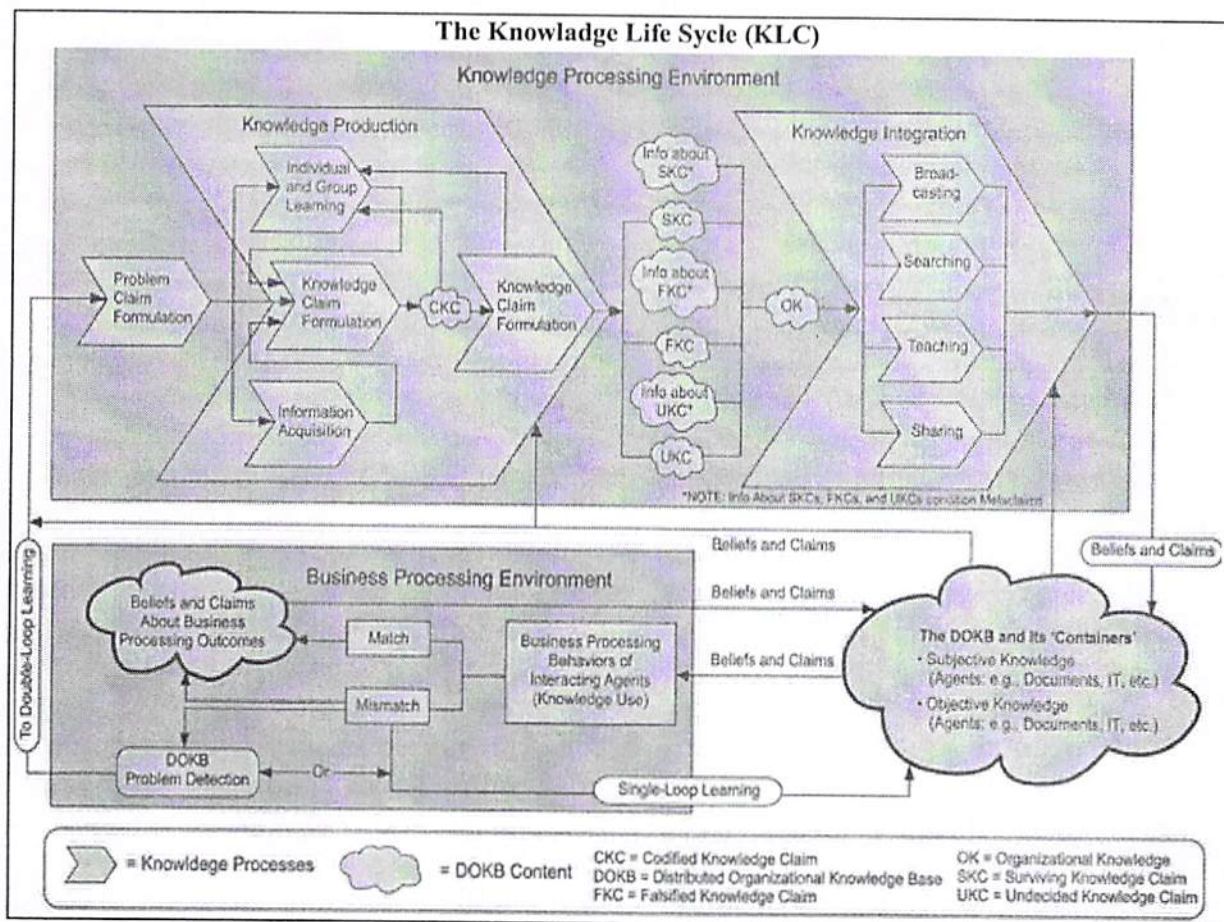 The Knowladge Life Sycle (KLC)
Knowledge Processing Environment
Knowledge Production
Individual
and Group
Learning
Problem
Claim
Formulation
Knowledge
Claim
Formulation
CKC
Knowledge
Claim
Formulation
Information
Acquisition
Info about
SKC*
SKC
Info about
FKC*
FKC
Info about
UKC*
UKC
OK
Knowledge Integration
Broad-
casting
Searching
Teaching
Sharing
*NOTE: Info About SKCs, FKCs, and UKCs condition Metaclaims
To Double-Loop Learning
Business Processing Environment
Beliefs and Claims
About Business
Processing Outcomes
Match
Mismatch
Business Processing
Behaviors of
Interacting Agents
(Knowledge Use)
DOKB
Problem Detection
Or
Single-Loop Learning
Beliefs and Claims
Beliefs and Claims
Beliefs and Claims
Beliefs and Claims
The DOKB and Its 'Containers'
• Subjective Knowledge
(Agents; e.g., Documents, IT, etc.)
• Objective Knowledge
(Agents; e.g., Documents, IT, etc.)
= Knowldege Processes
= DOKB Content
CKC = Codified Knowledge Claim
DOKB = Distributed Organizational Knowledge Base
FKC = Falsified Knowledge Claim
OK = Organizational Knowledge
SKC = Surviving Knowledge Claim
UKC = Undecided Knowledge Claim